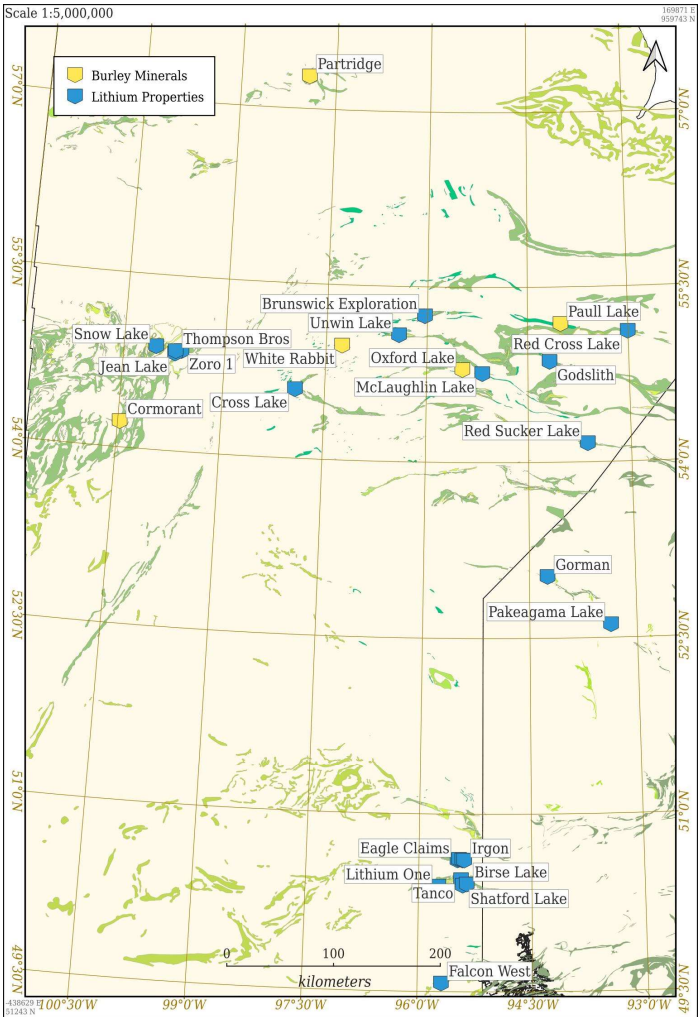 Scale 1:5,000,000
169871 E
959743 N
Burley Minerals
Lithium Properties
Partridge
57°0'N
57°0'N
55°30'N
55°30'N
Brunswick Exploration
Paull Lake
Unwin Lake
Snow Lake
Thompson Bros
Red Cross Lake
White Rabbit
Oxford Lake
Jean Lake
Zoro 1
Godslith
McLaughlin Lake
Cross Lake
Cormorant
Red Sucker Lake
54°0'N
54°0'N
Gorman
Pakeagama Lake
52°30'N
52°30'N
51°0'N
51°0'N
Eagle Claims
Irgon
Lithium One
Birse Lake
Tanco
Shatford Lake
0
100
200
kilometers
Falcon West
49°30'N
49°30'N
-438629 E
51243 N
100°30'W
99°0'W
97°30'W
96°0'W
94°30'W
93°0'W